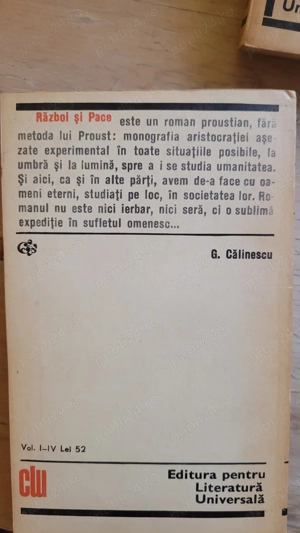 Un
Război și Pace este un roman proustian, fără
metoda lui Proust: monografia aristocrației așe-
zate experimental în toate situațiile posibile, la
umbră și la lumină, spre a i se studia umanitatea.
Și aici, ca și în alte părți, avem de-a face cu oa-
meni eterni, studiați pe loc, în societatea lor. Ro-
manul nu este nici ierbar, nici seră, ci o sublimă
expediție în sufletul omenesc...
G. Călinescu
Vol. I-IV Lei 52
clu
Editura pentru
Literatură
Universală